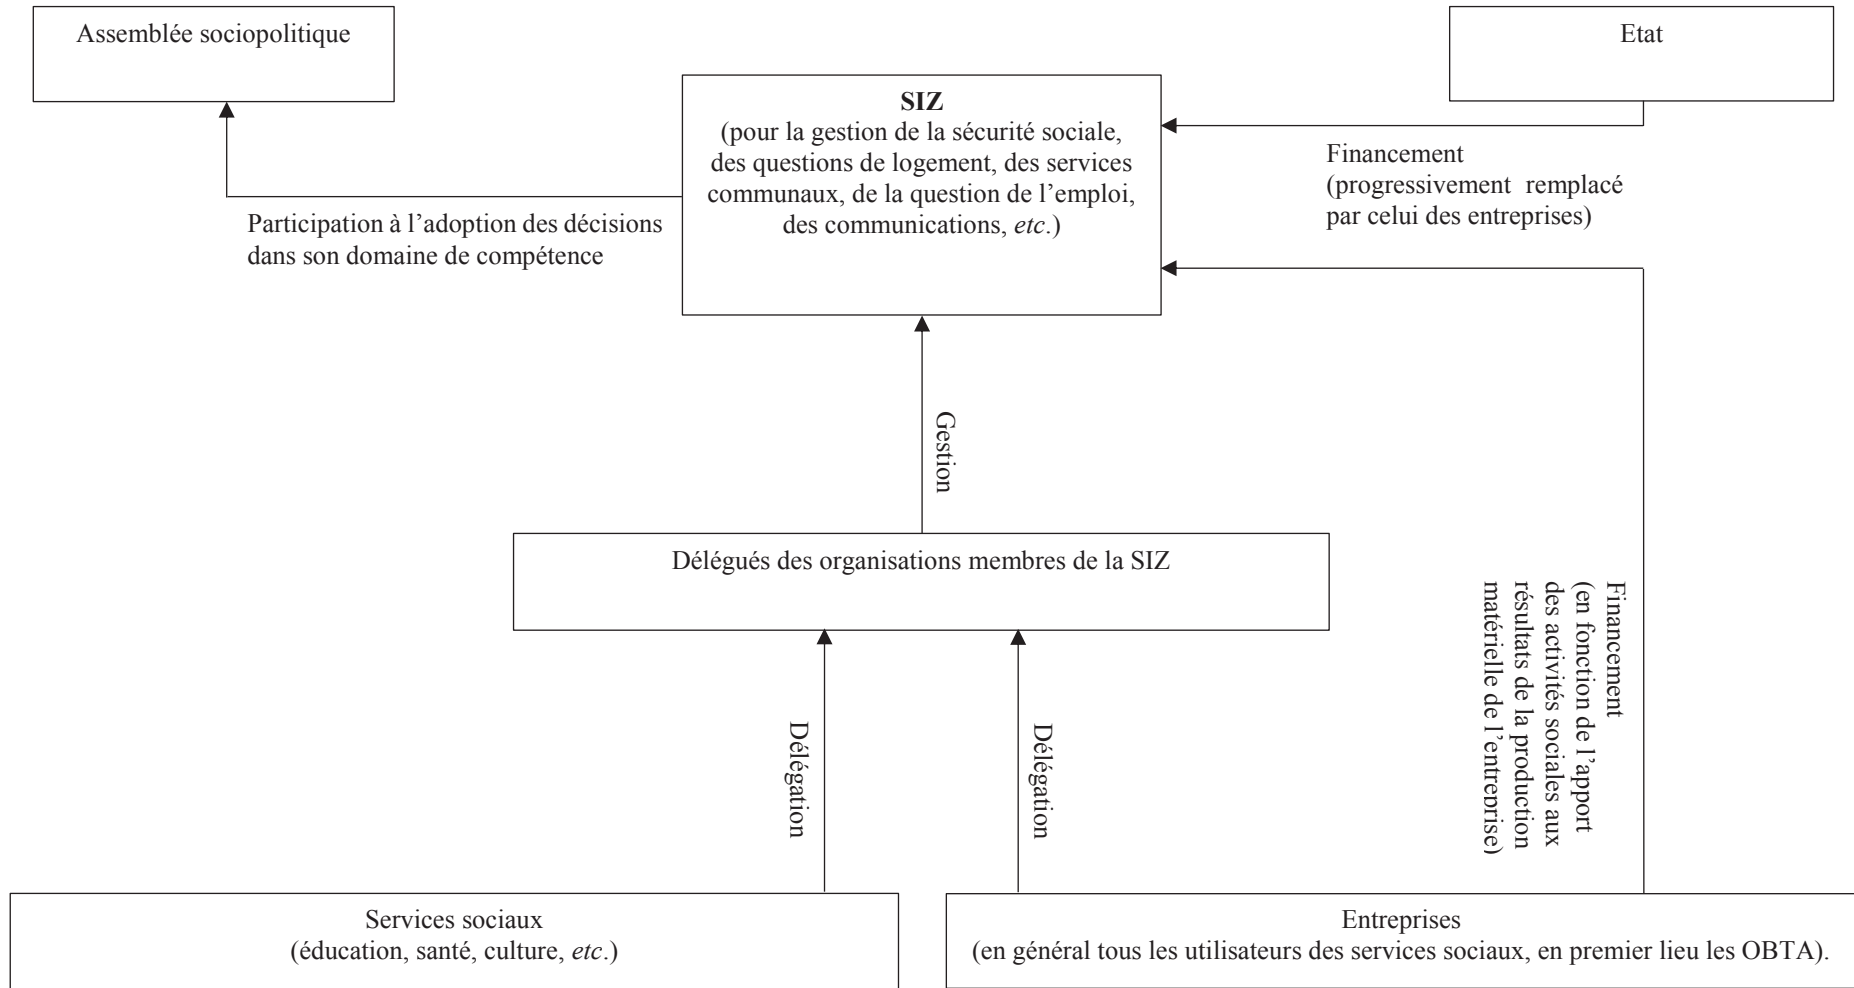 Assemblée sociopolitique
Etat
SIZ
(pour la gestion de la sécurité sociale,
des questions de logement, des services
communaux, de la question de l'emploi,
des communications, etc.)
Financement
(progressivement remplacé
par celui des entreprises)
Participation à l'adoption des décisions
dans son domaine de compétence
Gestion
Délégués des organisations membres de la SIZ
Financement
(en fonction de l'apport
des activités sociales aux
résultats de la production
matérielle de l'entreprise)
Délégation
Délégation
Services sociaux
(éducation, santé, culture, etc.)
Entreprises
(en général tous les utilisateurs des services sociaux, en premier lieu les OBTA).